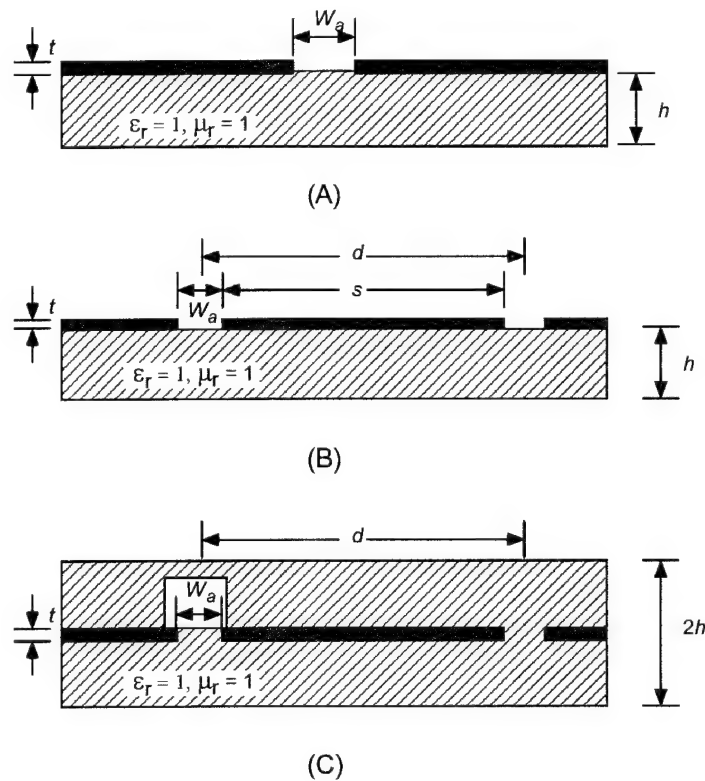 Wa
t
h
εr = 1, μr = 1
(A)
d
s
t
Wa
h
εr = 1, μr = 1
(B)
d
t
Wa
2h
εr = 1, μr = 1
(C)